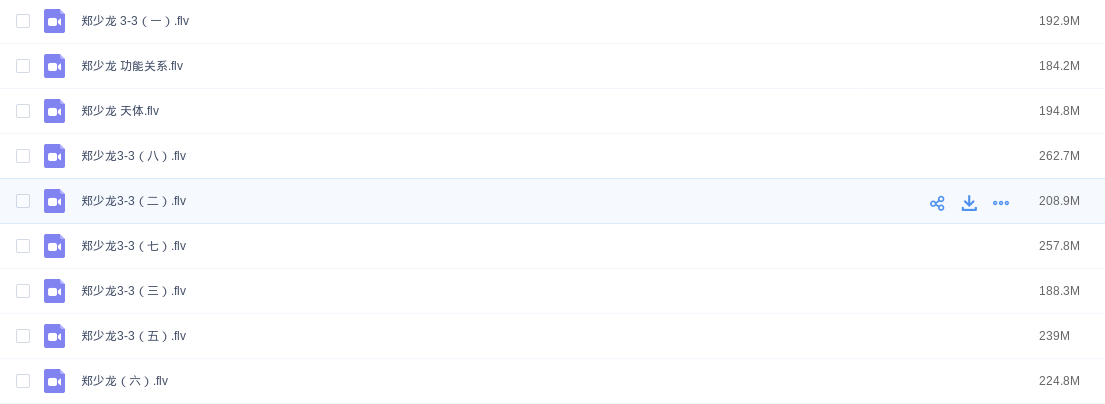 郑少龙 3-3（一）.flv 192.9M
郑少龙 功能关系.flv 184.2M
郑少龙 天体.flv 194.8M
郑少龙3-3（八）.flv 262.7M
郑少龙3-3（二）.flv 208.9M
郑少龙3-3（七）.flv 257.8M
郑少龙3-3（三）.flv 188.3M
郑少龙3-3（五）.flv 239M
郑少龙（六）.flv 224.8M